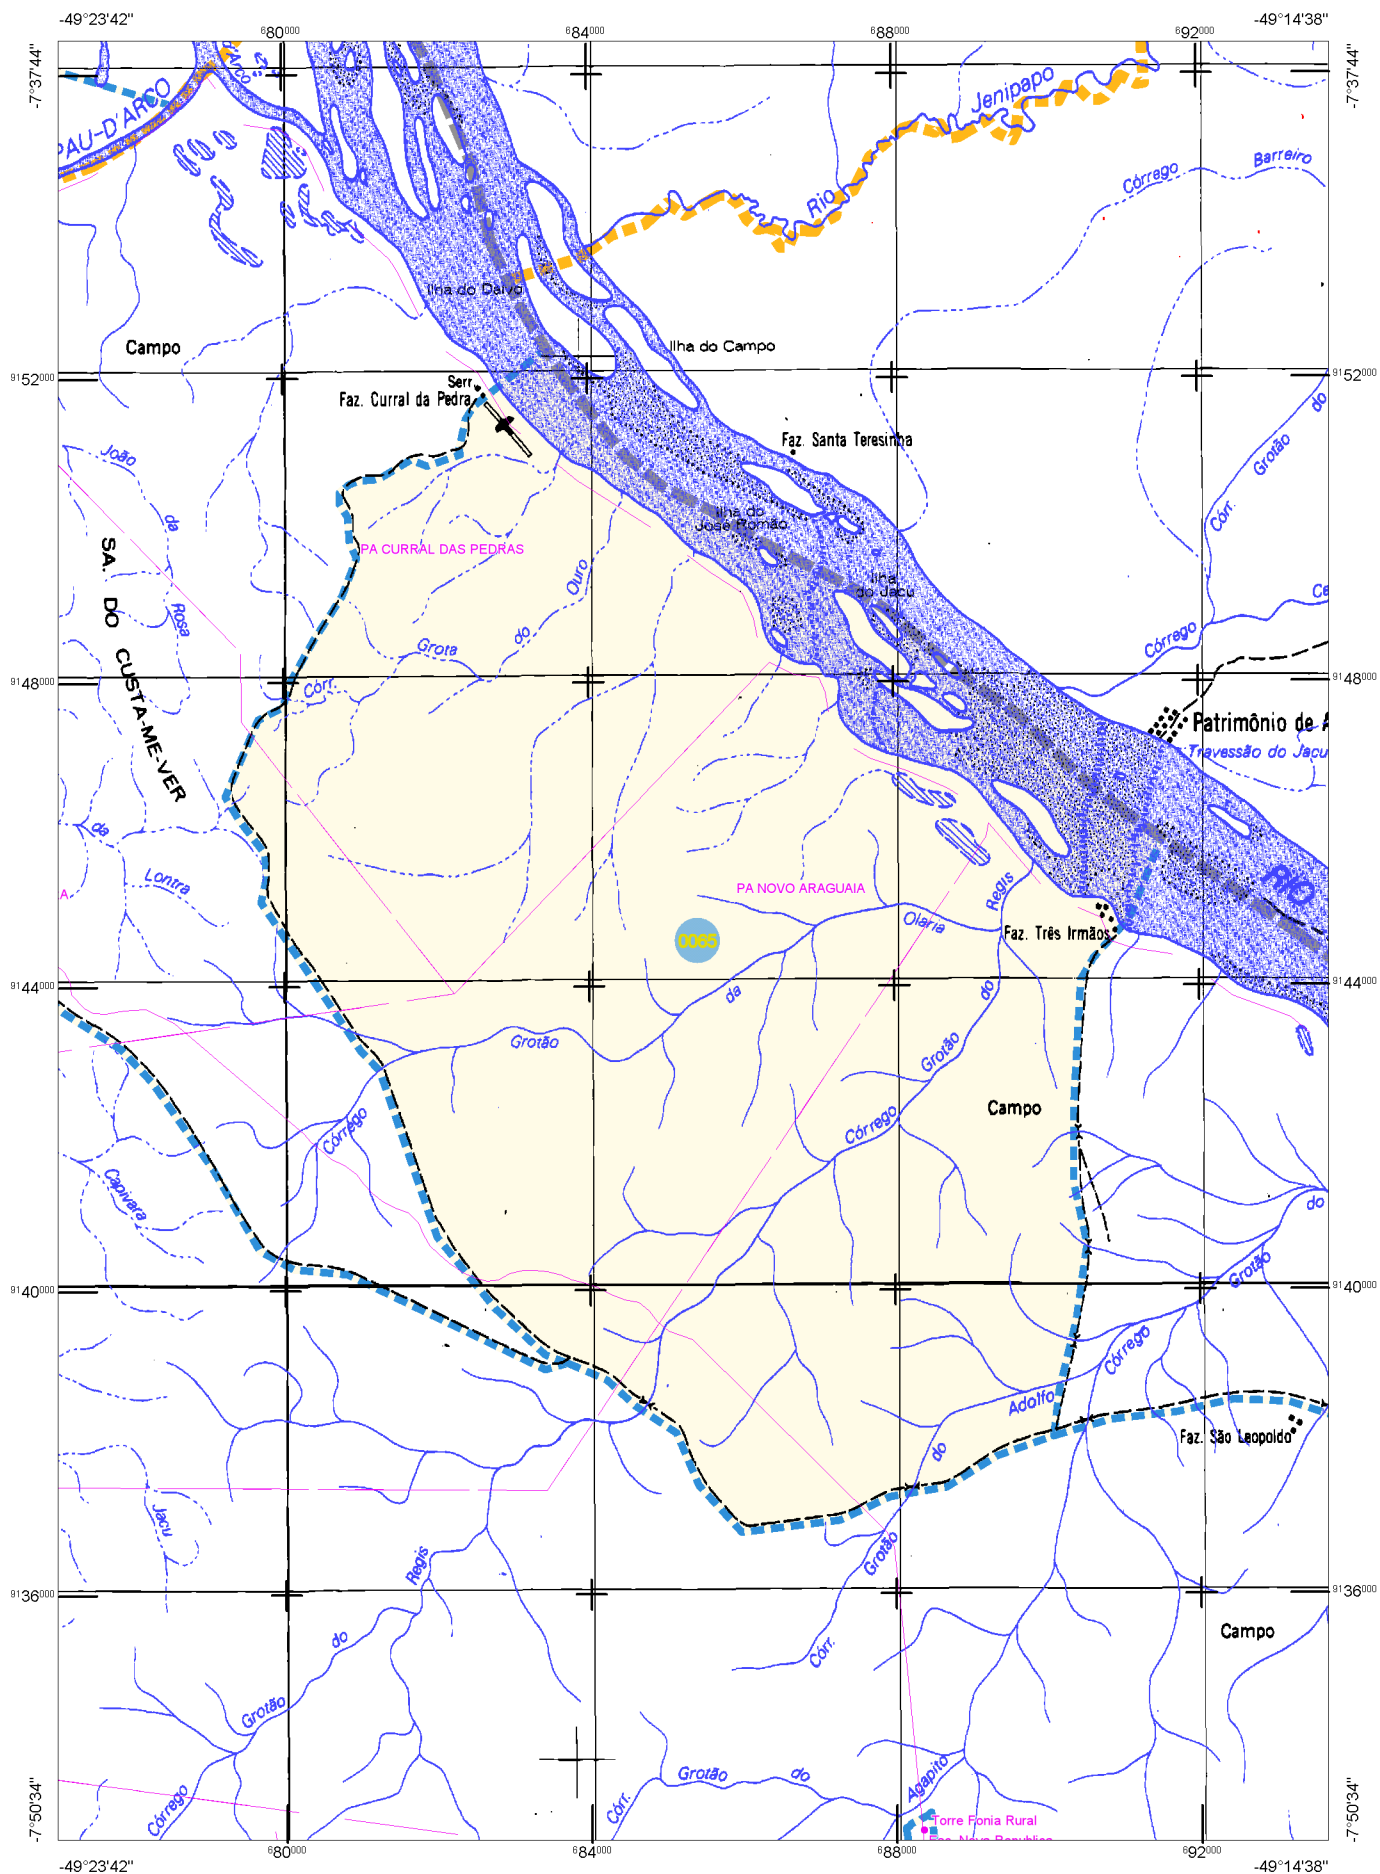 -49°23'42"
-49°14'38"
680000
684000
688000
692000
-7°37'44"
-7°37'44"
PAU-D'ARCO
D'Arco
Rio
Jenipapo
Córrego
Barreiro
Ilha do Dalvo
Campo
Ilha do Campo
9152000
9152000
Serr.
Faz. Curral da Pedra
Faz. Santa Teresinha
Córr.
Grotão
do
João
da
Rosa
Ilha do
José Romão
PA CURRAL DAS PEDRAS
SA. DO CUSTA-ME-VER
Ilha
do Jacu
Córr.
Grota
do
Ouro
Córrego
Ce
9148000
9148000
Patrimônio de A
Travessão do Jacu
da
Lontra
A
PA NOVO ARAGUAIA
RIO
Regis
Olaria
Faz. Três Irmãos
0065
9144000
9144000
da
do
Grotão
Grotão
Campo
Córrego
Córrego
Capivara
do
Grotão
9140000
9140000
Córrego
Adolfo
do
Faz. São Leopoldo
Jacu
Regis
Grotão
9136000
9136000
do
Córr.
Campo
Grotão
Córrego
Córr.
Grotão
do
Agapito
Torre Fonia Rural
Faz. Nova Republica
-7°50'34"
-7°50'34"
680000
684000
688000
692000
-49°23'42"
-49°14'38"